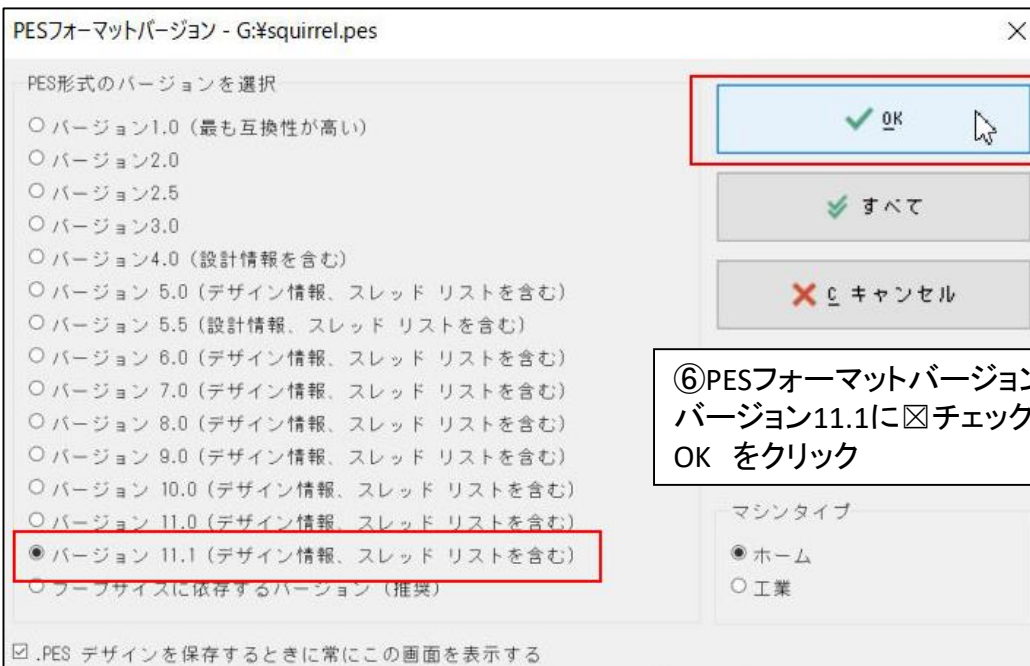 PESフォーマットバージョン - G:¥squirrel.pes
PES形式のバージョンを選択
バージョン1.0 (最も互換性が高い)
バージョン2.0
バージョン2.5
バージョン3.0
バージョン4.0 (設計情報を含む)
バージョン 5.0 (デザイン情報、スレッド リストを含む)
バージョン 5.5 (設計情報、スレッド リストを含む)
バージョン 6.0 (デザイン情報、スレッド リストを含む)
バージョン 7.0 (デザイン情報、スレッド リストを含む)
バージョン 8.0 (デザイン情報、スレッド リストを含む)
バージョン 9.0 (デザイン情報、スレッド リストを含む)
バージョン 10.0 (デザイン情報、スレッド リストを含む)
バージョン 11.0 (デザイン情報、スレッド リストを含む)
バージョン 11.1 (デザイン情報、スレッド リストを含む)
フープサイズに依存するバージョン (推奨)
☑ .PES デザインを保存するときに常にこの画面を表示する
OK
すべて
C キャンセル
⑥PESフォーマットバージョン
バージョン11.1に☒チェック
OK をクリック
マシンタイプ
ホーム
工業